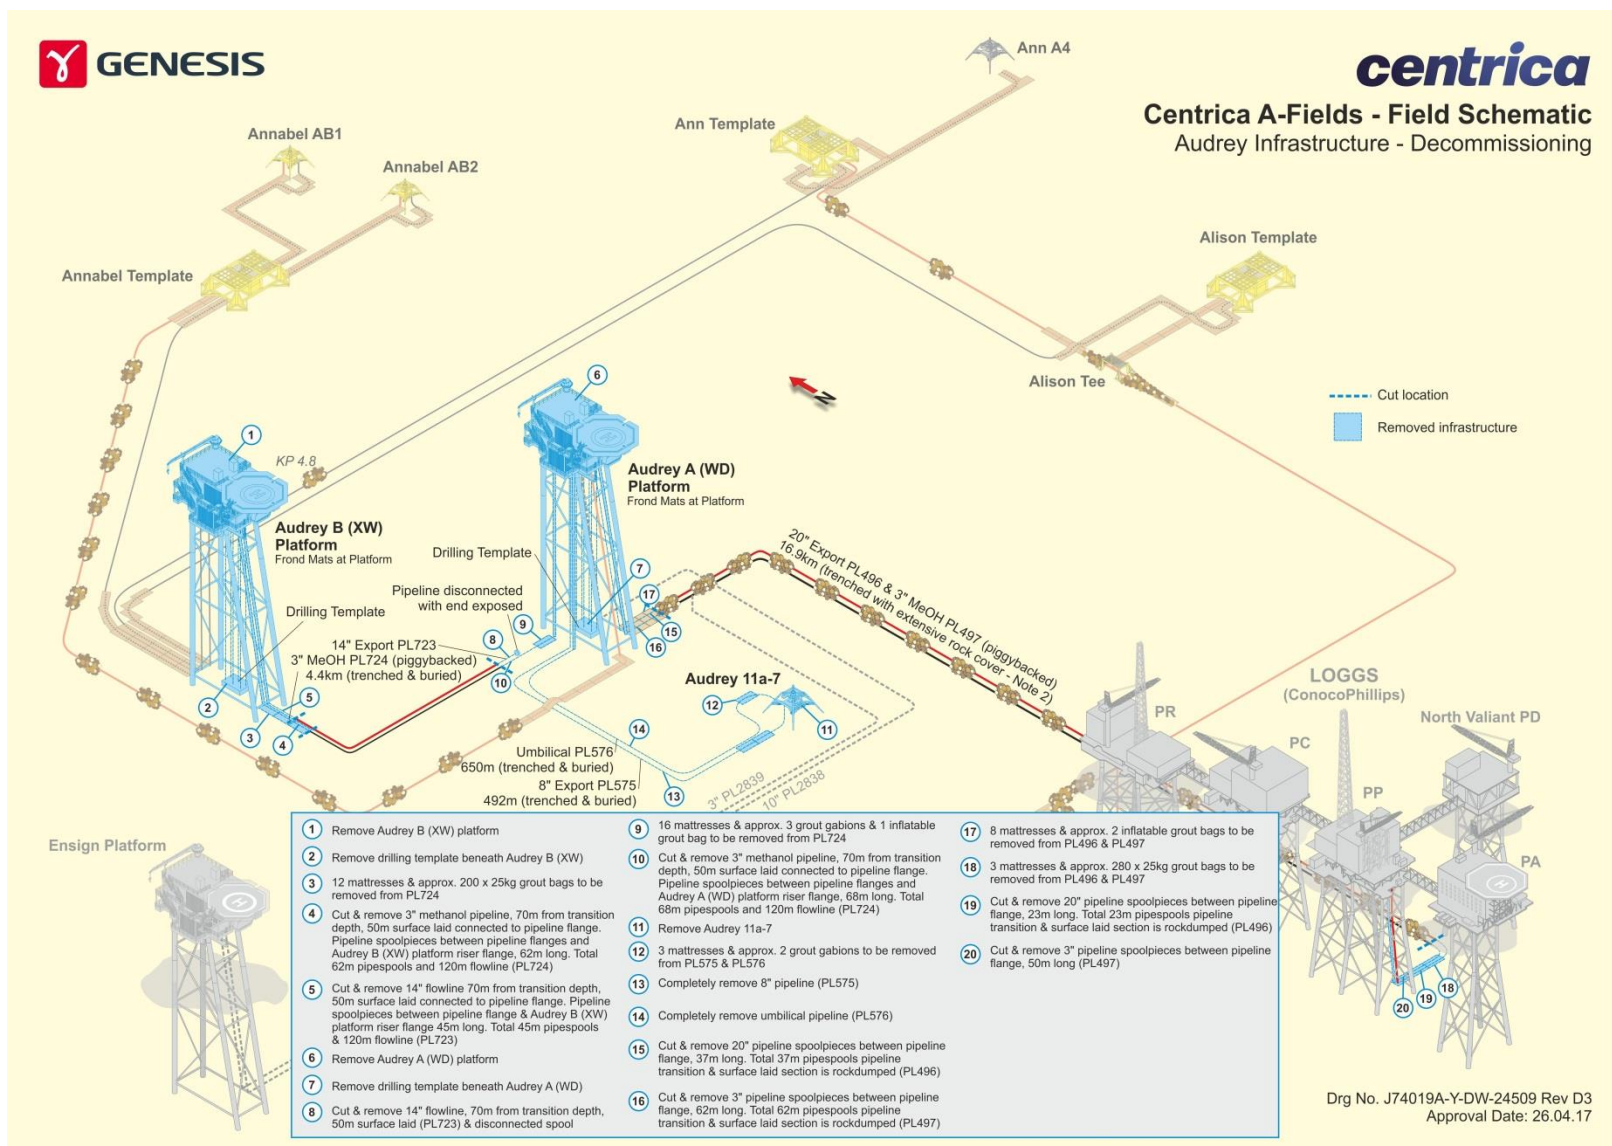 GENESIS
centrica
Centrica A-Fields - Field Schematic
Audrey Infrastructure - Decommissioning
Ann A4
Ann Template
Annabel AB1
Annabel AB2
Annabel Template
Alison Template
Alison Tee
N
Cut location
Removed infrastructure
6
1
KP 4.8
Audrey A (WD)
Platform
Frond Mats at Platform
Audrey B (XW)
Platform
Frond Mats at Platform
Drilling Template
7
Pipeline disconnected
with end exposed
17
15
16
9
8
10
Drilling Template
14" Export PL723
3" MeOH PL724 (piggybacked)
4.4km (trenched & buried)
2
5
3
4
20" Export PL496 & 3" MeOH PL497 (piggybacked)
16.9km (trenched with extensive rock cover - Note 2)
Audrey 11a-7
12
11
14
13
Umbilical PL576
650m (trenched & buried)
8" Export PL575
492m (trenched & buried)
3" PL2839
10" PL2838
LOGGS
(ConocoPhillips)
PR
PC
PP
North Valiant PD
PA
18
19
20
Ensign Platform
1 Remove Audrey B (XW) platform
2 Remove drilling template beneath Audrey B (XW)
3 12 mattresses & approx. 200 x 25kg grout bags to be
removed from PL724
4 Cut & remove 3" methanol pipeline, 70m from transition
depth, 50m surface laid connected to pipeline flange.
Pipeline spoolpieces between pipeline flanges and
Audrey B (XW) platform riser flange, 62m long. Total
62m pipespools and 120m flowline (PL724)
5 Cut & remove 14" flowline 70m from transition depth,
50m surface laid connected to pipeline flange. Pipeline
spoolpieces between pipeline flange & Audrey B (XW)
platform riser flange 45m long. Total 45m pipespools
& 120m flowline (PL723)
6 Remove Audrey A (WD) platform
7 Remove drilling template beneath Audrey A (WD)
8 Cut & remove 14" flowline, 70m from transition depth,
50m surface laid (PL723) & disconnected spool
9 16 mattresses & approx. 3 grout gabions & 1 inflatable
grout bag to be removed from PL724
10 Cut & remove 3" methanol pipeline, 70m from transition
depth, 50m surface laid connected to pipeline flange.
Pipeline spoolpieces between pipeline flanges and
Audrey A (WD) platform riser flange, 68m long. Total
68m pipespools and 120m flowline (PL724)
11 Remove Audrey 11a-7
12 3 mattresses & approx. 2 grout gabions to be removed
from PL575 & PL576
13 Completely remove 8" pipeline (PL575)
14 Completely remove umbilical pipeline (PL576)
15 Cut & remove 20" pipeline spoolpieces between pipeline
flange, 37m long. Total 37m pipespools pipeline
transition & surface laid section is rockdumped (PL496)
16 Cut & remove 3" pipeline spoolpieces between pipeline
flange, 62m long. Total 62m pipespools pipeline
transition & surface laid section is rockdumped (PL497)
17 8 mattresses & approx. 2 inflatable grout bags to be
removed from PL496 & PL497
18 3 mattresses & approx. 280 x 25kg grout bags to be
removed from PL496 & PL497
19 Cut & remove 20" pipeline spoolpieces between pipeline
flange, 23m long. Total 23m pipespools pipeline
transition & surface laid section is rockdumped (PL496)
20 Cut & remove 3" pipeline spoolpieces between pipeline
flange, 50m long (PL497)
Drg No. J74019A-Y-DW-24509 Rev D3
Approval Date: 26.04.17